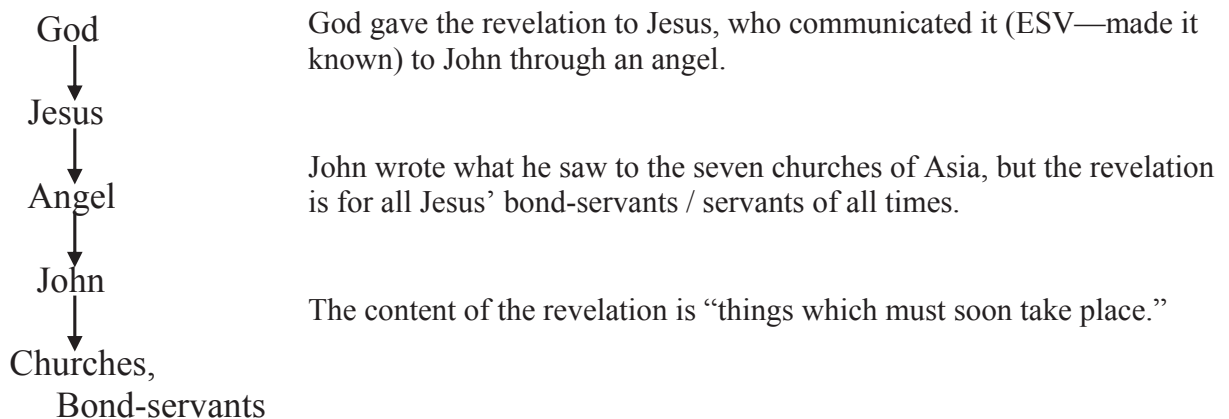 God
Jesus
Angel
John
Churches,
Bond-servants
God gave the revelation to Jesus, who communicated it (ESV—made it
known) to John through an angel.
John wrote what he saw to the seven churches of Asia, but the revelation
is for all Jesus’ bond-servants / servants of all times.
The content of the revelation is “things which must soon take place.”